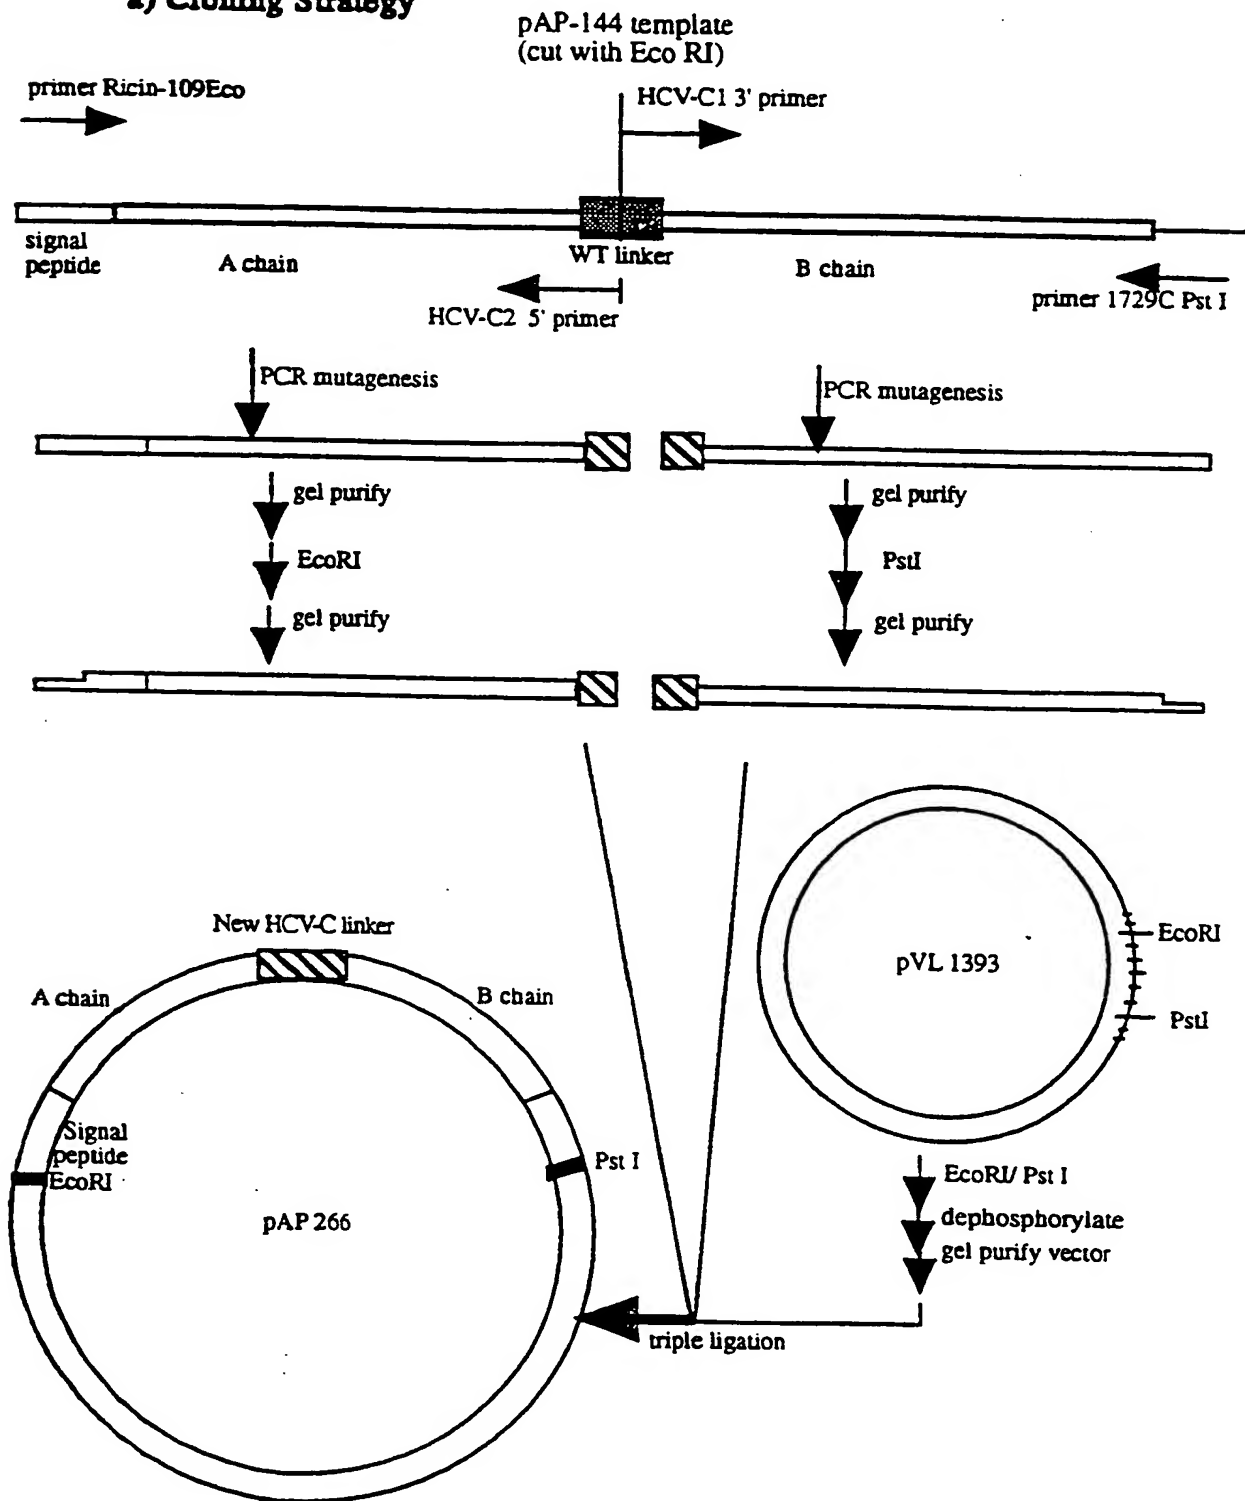 a) Cloning Strategy
pAP-144 template
(cut with Eco RI)
primer Ricin-109Eco
HCV-C1 3' primer
signal
peptide
A chain
WT linker
B chain
HCV-C2 5' primer
primer 1729C Pst I
PCR mutagenesis
PCR mutagenesis
gel purify
gel purify
EcoRI
PstI
gel purify
gel purify
New HCV-C linker
A chain
B chain
EcoRI
pVL 1393
PstI
Signal
peptide
EcoRI
Pst I
pAP 266
EcoRI/ Pst I
dephosphorylate
gel purify vector
triple ligation